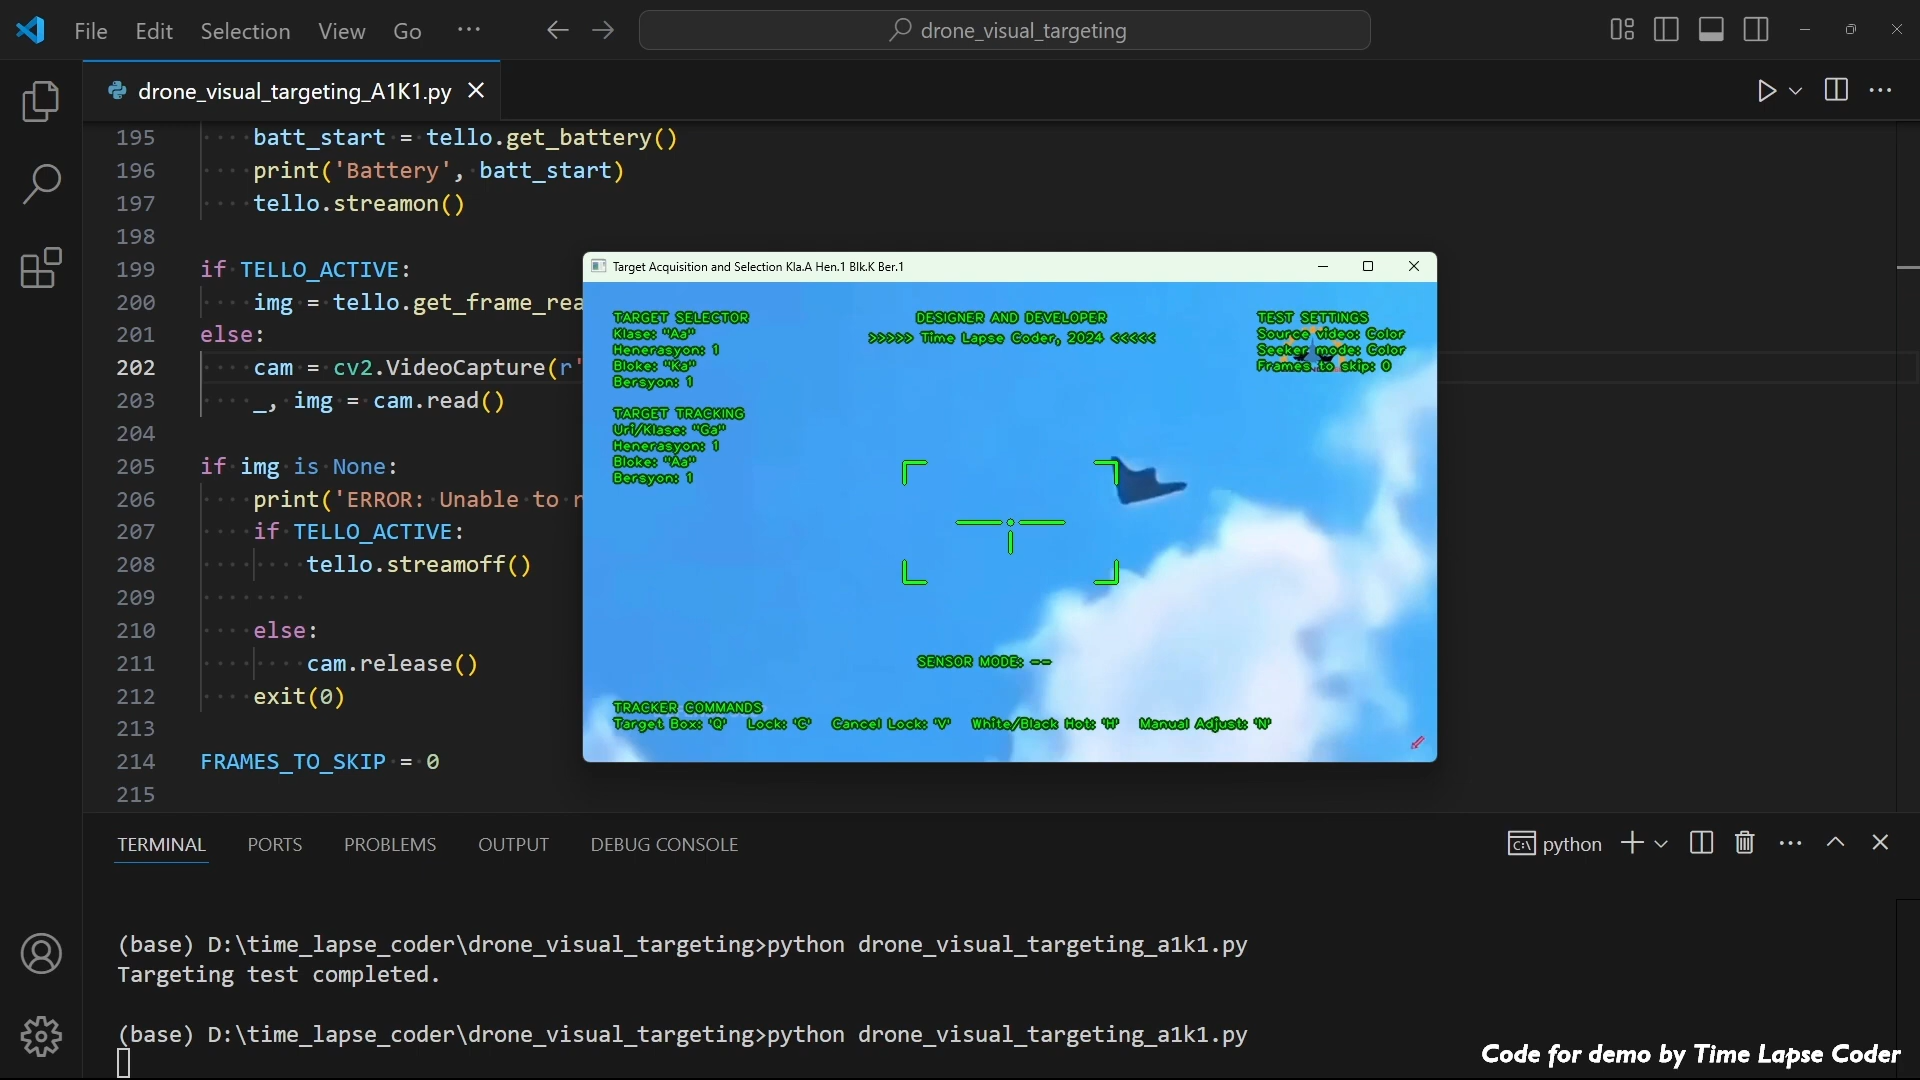 File Edit Selection View Go ···
drone_visual_targeting
drone_visual_targeting_A1K1.py
195 batt_start = tello.get_battery()
196 print('Battery', batt_start)
197 tello.streamon()
198
199 if TELLO_ACTIVE:
200 img = tello.get_frame_rea
201 else:
202 cam = cv2.VideoCapture(r'
203 _, img = cam.read()
204
205 if img is None:
206 print('ERROR: Unable to r
207 if TELLO_ACTIVE:
208 tello.streamoff()
209
210 else:
211 cam.release()
212 exit(0)
213
214 FRAMES_TO_SKIP = 0
215
Target Acquisition and Selection Kla.A Hen.1 Blk.K Ber.1
TARGET SELECTOR
Klase: "Aa"
Henerasyon: 1
Bloke: "Ka"
Bersyon: 1
TARGET TRACKING
Uri/Klase: "Ga"
Henerasyon: 1
Bloke: "Aa"
Bersyon: 1
DESIGNER AND DEVELOPER
>>>>> Time Lapse Coder, 2024 <<<<<
TEST SETTINGS
Source video: Color
Seeker mode: Color
Frames to skip: 0
SENSOR MODE: --
TRACKER COMMANDS
Target Box: 'Q' Lock: 'C' Cancel Lock: 'V' White/Black Hot: 'H' Manual Adjust: 'N'
TERMINAL PORTS PROBLEMS OUTPUT DEBUG CONSOLE
python
(base) D:\time_lapse_coder\drone_visual_targeting>python drone_visual_targeting_a1k1.py
Targeting test completed.
(base) D:\time_lapse_coder\drone_visual_targeting>python drone_visual_targeting_a1k1.py
Code for demo by Time Lapse Coder